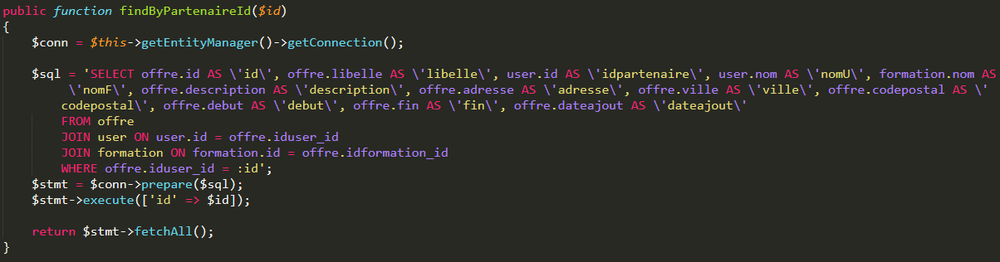 public function findByPartenaireId($id)
{
$conn = $this->getEntityManager()->getConnection();
$sql = 'SELECT offre.id AS \'id\', offre.libelle AS \'libelle\', user.id AS \'idpartenaire\', user.nom AS \'nomU\', formation.nom AS
\'nomF\', offre.description AS \'description\', offre.adresse AS \'adresse\', offre.ville AS \'ville\', offre.codepostal AS \'
codepostal\', offre.debut AS \'debut\', offre.fin AS \'fin\', offre.dateajout AS \'dateajout\'
FROM offre
JOIN user ON user.id = offre.iduser_id
JOIN formation ON formation.id = offre.idformation_id
WHERE offre.iduser_id = :id';
$stmt = $conn->prepare($sql);
$stmt->execute(['id' => $id]);
return $stmt->fetchAll();
}